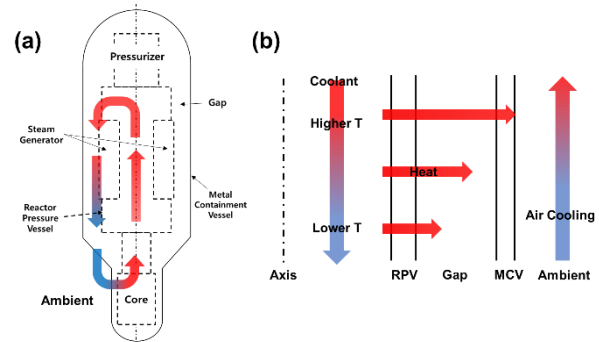 (a)
Pressurizer
Gap
Steam
Generator
Reactor
Pressure
Vessel
Metal
Containment
Vessel
Ambient
Core
(b)
Coolant
Higher T
Heat
Lower T
Air Cooling
Axis
RPV
Gap
MCV
Ambient